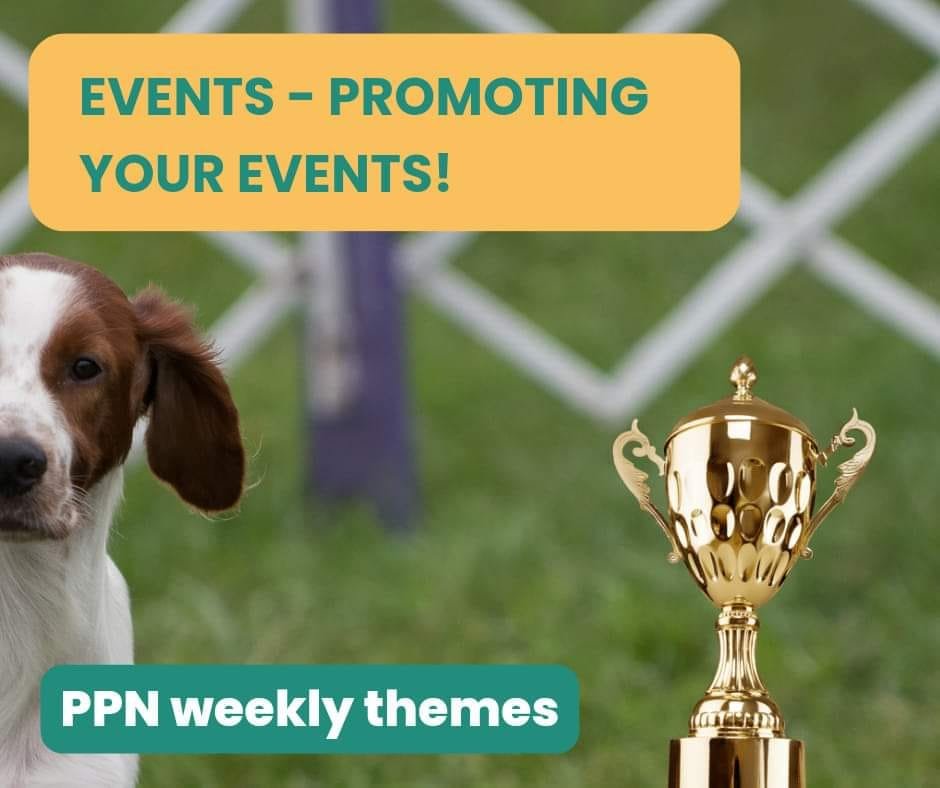 EVENTS - PROMOTING
YOUR EVENTS!
PPN weekly themes